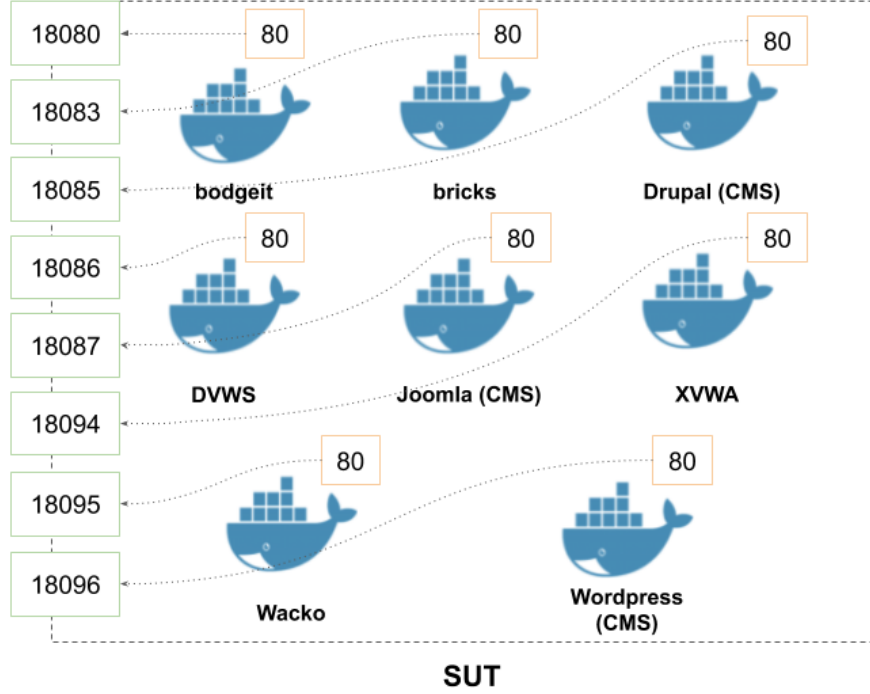 18080
80
80
80
18083
18085
bodgeit
bricks
Drupal (CMS)
80
80
80
18086
18087
DVWS
Joomla (CMS)
XVWA
18094
80
80
18095
18096
Wacko
Wordpress
(CMS)
SUT